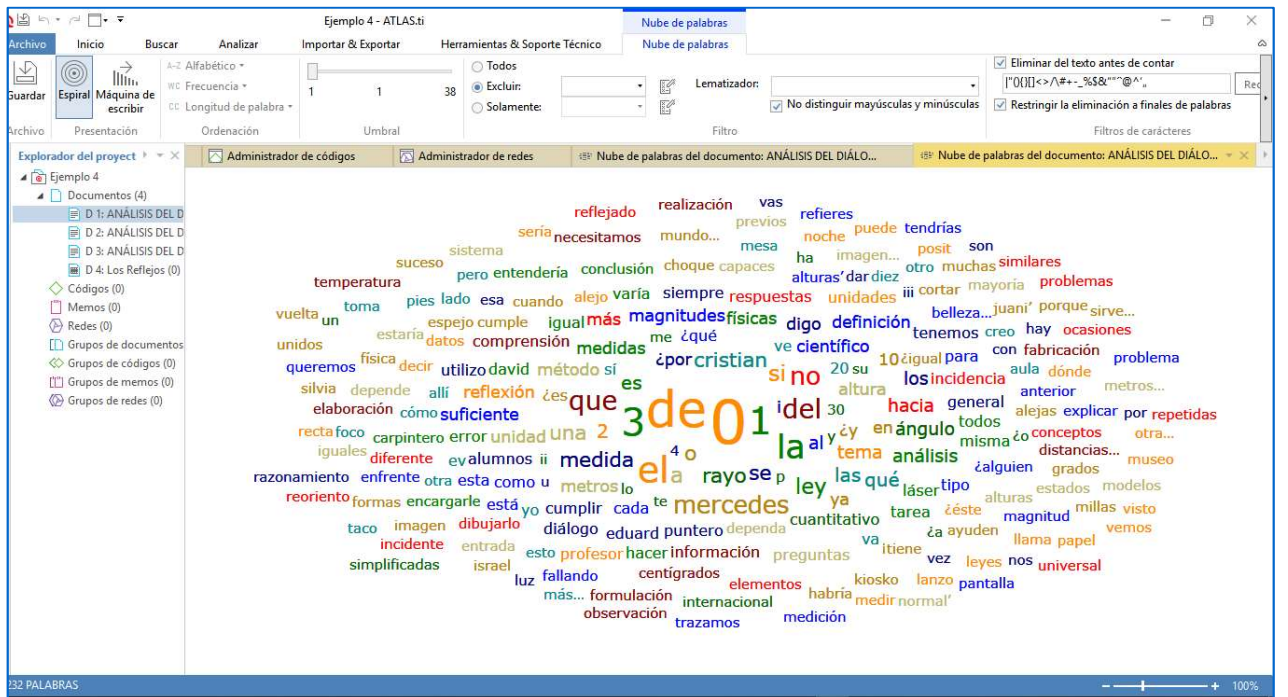 Ejemplo 4 - ATLAS.ti
Nube de palabras
Archivo Inicio Buscar Analizar Importar & Exportar Herramientas & Soporte Técnico Nube de palabras
Guardar
Espiral
Máquina de escribir
A-Z Alfabético
WC Frecuencia
CC Longitud de palabra
1 1 38
Todos
Excluir:
Solamente:
Lematizador:
No distinguir mayúsculas y minúsculas
Eliminar del texto antes de contar
Restringir la eliminación a finales de palabras
Rec
Archivo Presentación Ordenación Umbral Filtro Filtros de carácteres
Explorador del proyect
Administrador de códigos
Administrador de redes
Nube de palabras del documento: ANÁLISIS DEL DIÁLO...
Nube de palabras del documento: ANÁLISIS DEL DIÁLO...
Ejemplo 4
Documentos (4)
D 1: ANÁLISIS DEL D
D 2: ANÁLISIS DEL D
D 3: ANÁLISIS DEL D
D 4: Los Reflejos (0)
Códigos (0)
Memos (0)
Redes (0)
Grupos de documentos
Grupos de códigos (0)
Grupos de memos (0)
Grupos de redes (0)
realización vas
reflejado previos refieres
sería necesitamos mundo... noche puede tendrías
sistema mesa ha imagen... posit son
suceso pero entendería conclusión choque capaces alturas’ dar diez otro muchas similares
temperatura iii cortar mayoría problemas
toma pies lado esa cuando alejo varía siempre respuestas unidades
vuelta un espejo cumple igual más magnitudes físicas digo definición belleza... juani’ porque sirve...
estaría datos comprensión medidas me ¿qué tenemos creo hay ocasiones
unidos física ve científico con fabricación
queremos decir utilizo david método sí ¿por cristian si no 20 su 10 ¿igual para aula dónde problema
silvia depende allí reflexión ¿es que es altura los incidencia anterior metros...
elaboración cómo suficiente 3 de 0 1 i del 30 hacia general alejas explicar por repetidas
recta foco carpintero error unidad una 2 la al y ¿y en ángulo todos misma ¿o conceptos otra...
iguales diferente ev alumnos ii medida 4 o tema análisis distancias... museo
razonamiento enfrente otra esta como u el a rayo se p ley las qué ¿alguien grados
metros lo láser tipo estados modelos
reoriento formas encargarle está yo cumplir cada te mercedes ya tarea ¿éste alturas magnitud millas visto
taco imagen dibujarlo diálogo eduard puntero dependa cuantitativo ¿a ayuden vemos
incidente entrada esto profesor hacer información preguntas va itiene llama papel
simplificadas israel vez leyes nos universal
luz fallando centígrados kiosko lanzo pantalla
más... formulación elementos habría medir normal’
observación internacional medición
trazamos
232 PALABRAS
100%